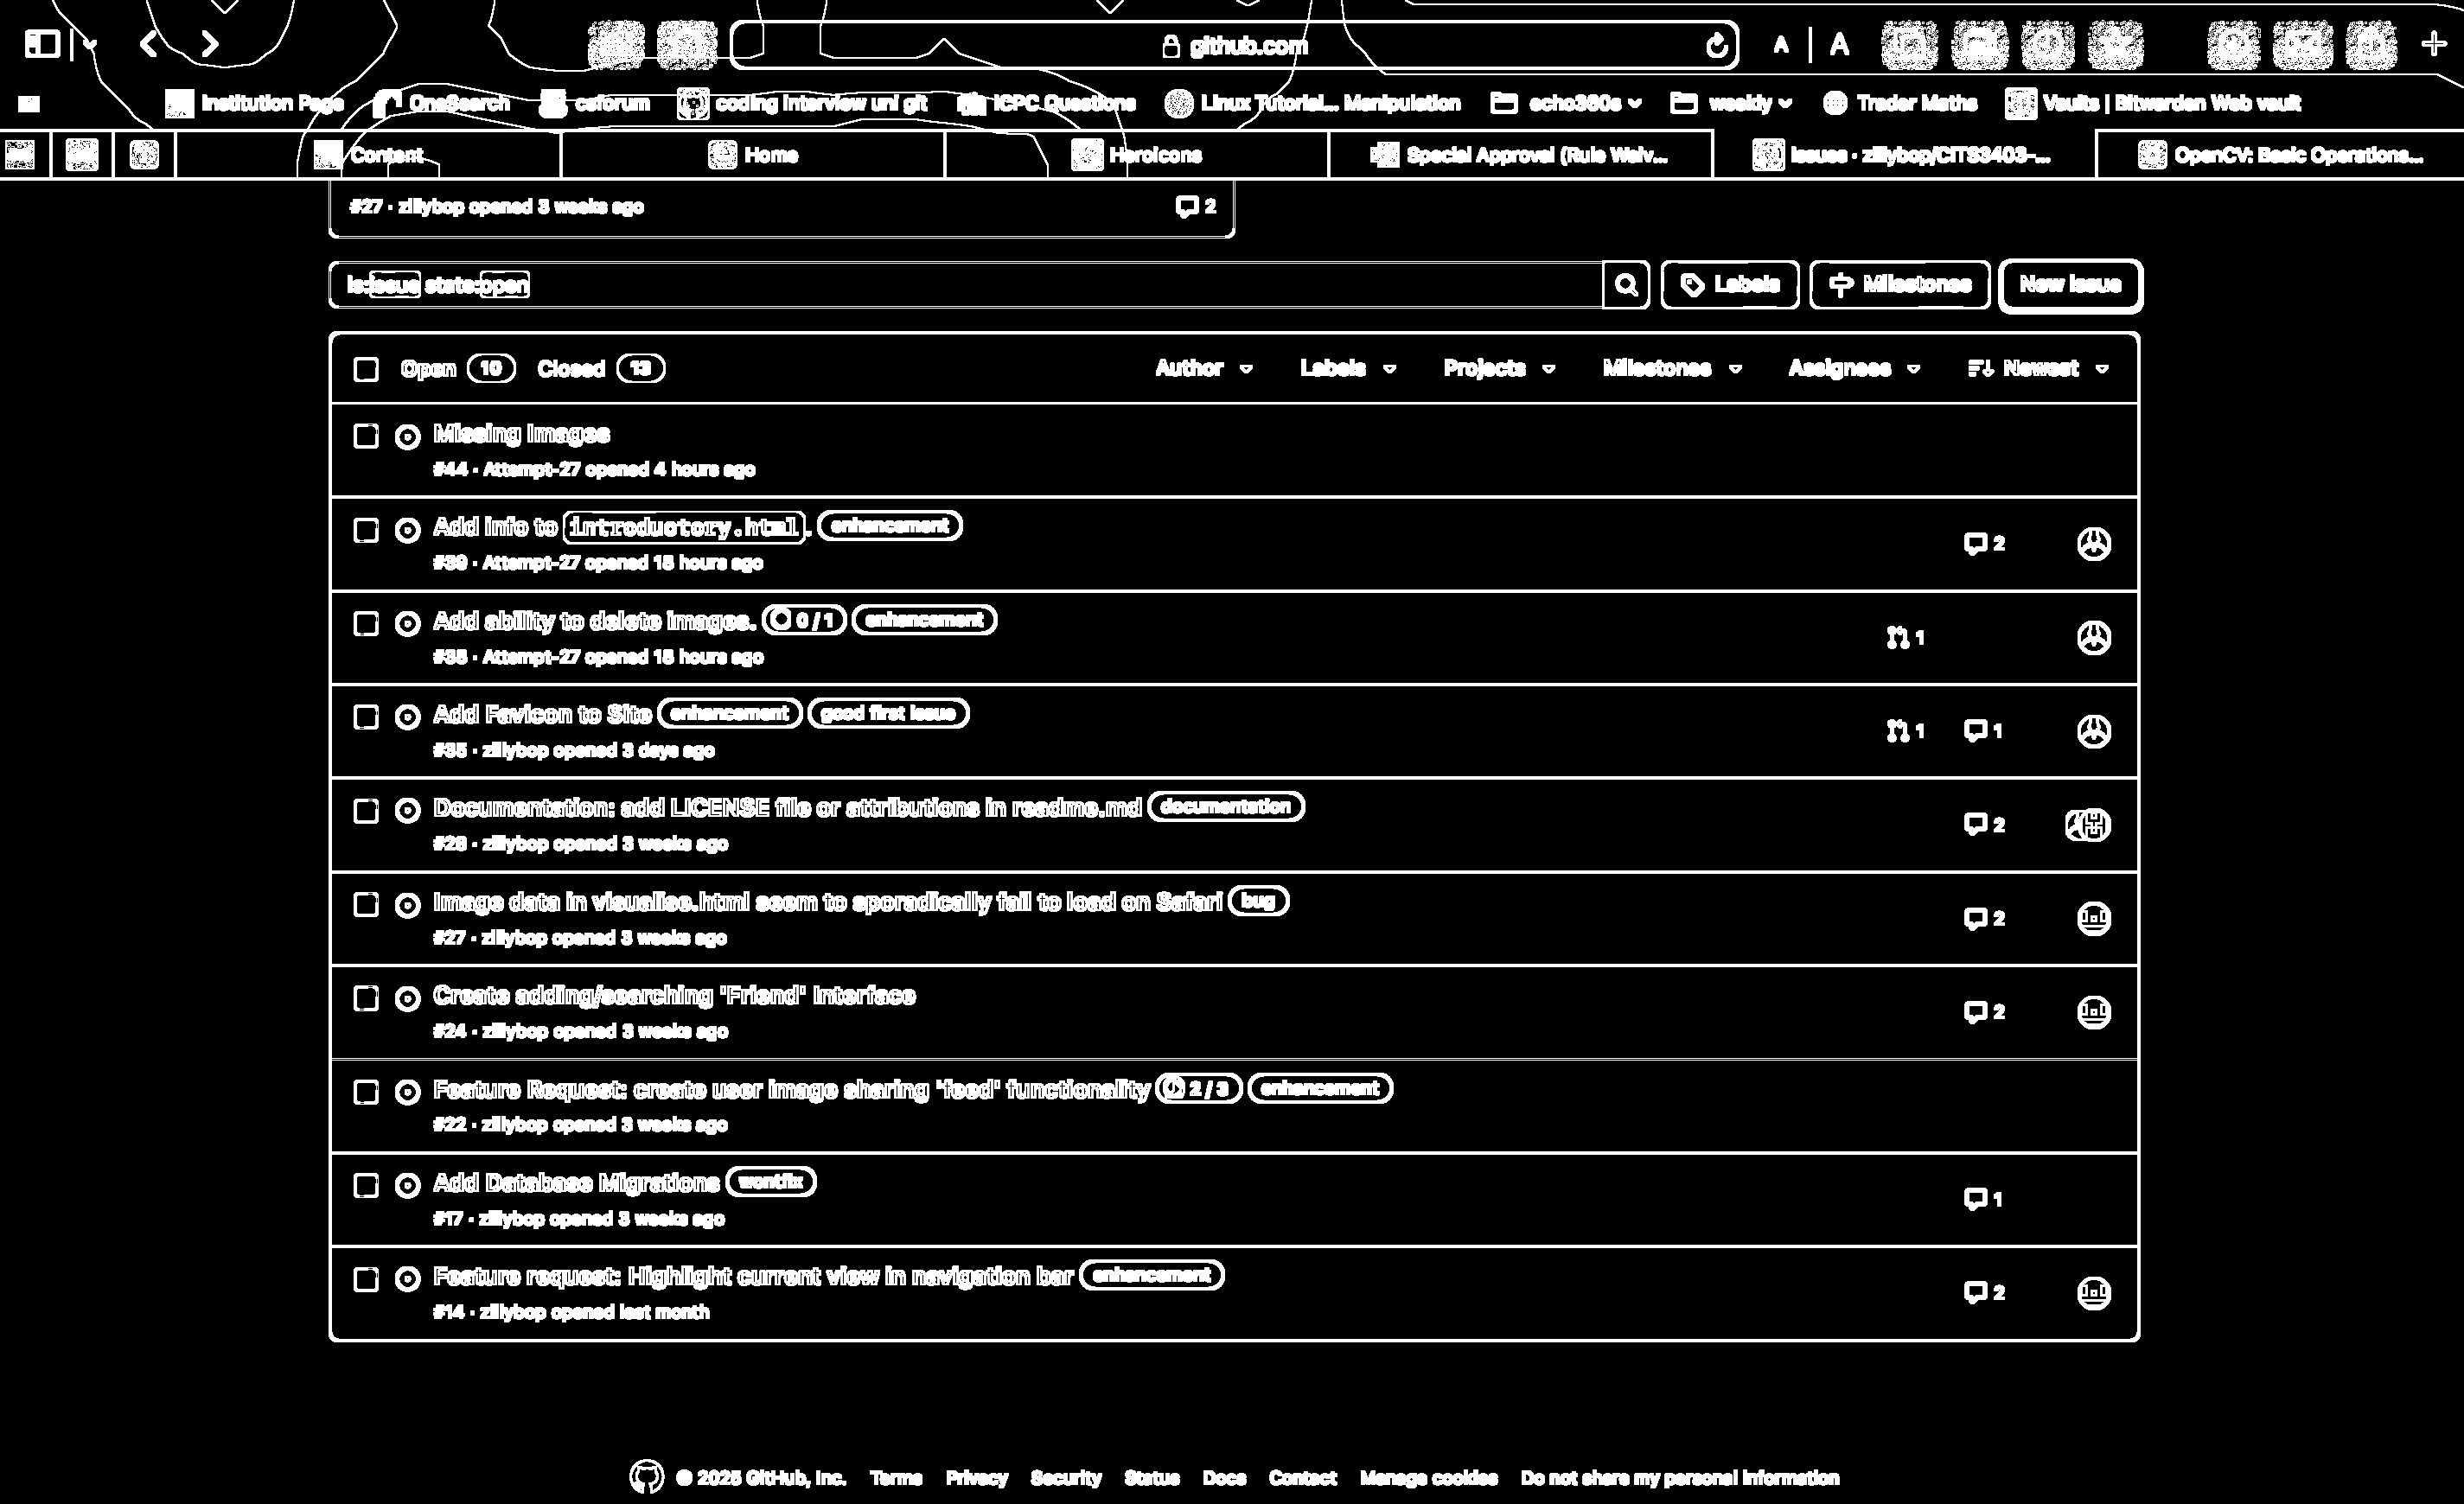 github.com
A | A
Institution Page OneSearch csforum coding interview uni git ICPC Questions Linux Tutorial... Manipulation echo360s weekly Trader Maths Vaults | Bitwarden Web vault
Content Home Heroicons Special Approval (Rule Waiv... Issues · zillybop/CITS3403-... OpenCV: Basic Operations...
#27 · zillybop opened 3 weeks ago 2
is:issue state:open Labels Milestones New issue
Open 10 Closed 13 Author Labels Projects Milestones Assignees Newest
Missing Images
#44 · Attempt-27 opened 4 hours ago
Add info to introductory.html. enhancement
#39 · Attempt-27 opened 15 hours ago 2
Add ability to delete images. 0 / 1 enhancement
Attempt-27 opened 15 hours ago 1
Add Favicon to Site enhancement good first issue
#35 · zillybop opened 3 days ago 1 1
Documentation: add LICENSE file or attributions in readme.md documentation
zillybop opened 3 weeks ago 2
Image data in visualise.html seem to sporadically fail to load on Safari bug
#27 · zillybop opened 3 weeks ago 2
Create adding/searching 'Friend' Interface
#24 · zillybop opened 3 weeks ago 2
Feature Request: create user image sharing 'feed' functionality 2 / 3 enhancement
#22 · zillybop opened 3 weeks ago
Add Database Migrations wontfix
#17 · zillybop opened 3 weeks ago 1
Feature request: Highlight current view in navigation bar enhancement
#14 · zillybop opened last month 2
© 2025 GitHub, Inc. Terms Privacy Security Status Docs Contact Manage cookies Do not share my personal information